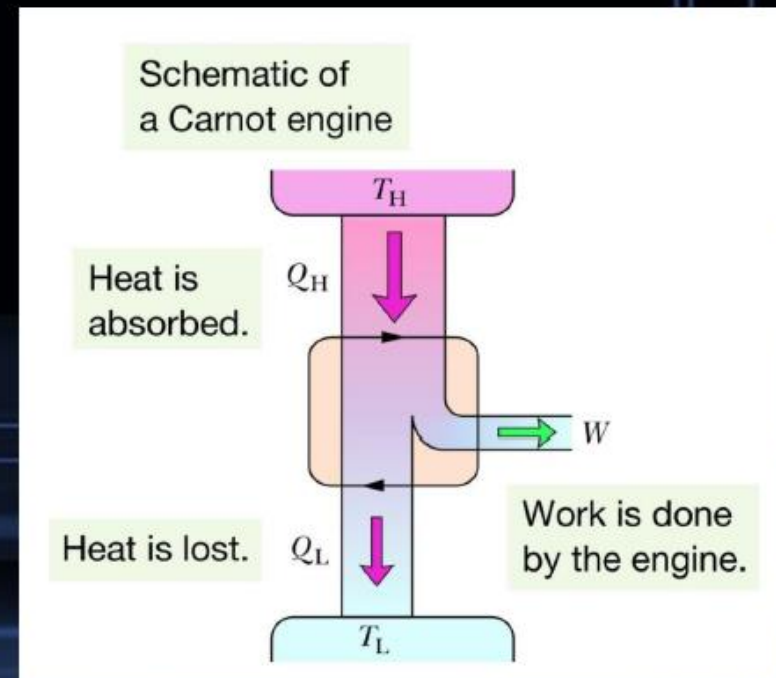 Schematic of
a Carnot engine
T_H
Heat is
absorbed.
Q_H
W
Work is done
by the engine.
Heat is lost.
Q_L
T_L